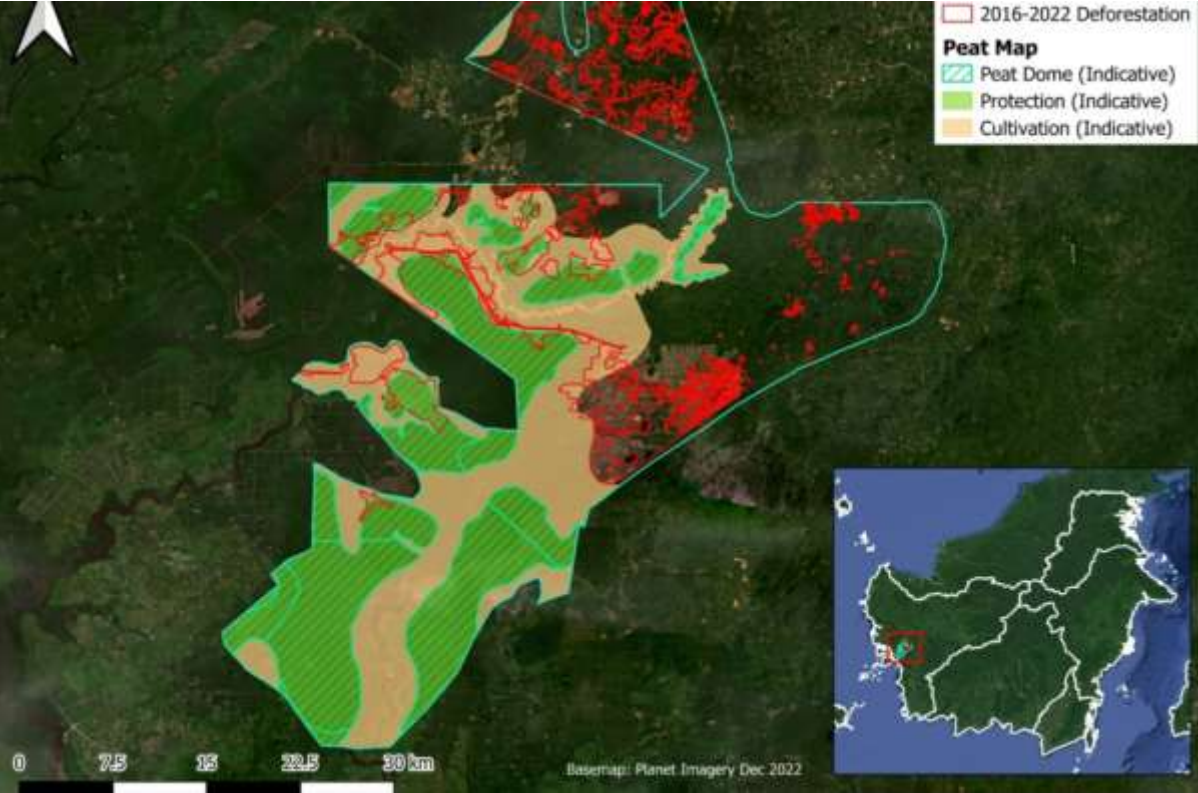 2016-2022 Deforestation
Peat Map
Peat Dome (Indicative)
Protection (Indicative)
Cultivation (Indicative)
0 7.5 15 22.5 30 km
Basemap: Planet Imagery Dec 2022